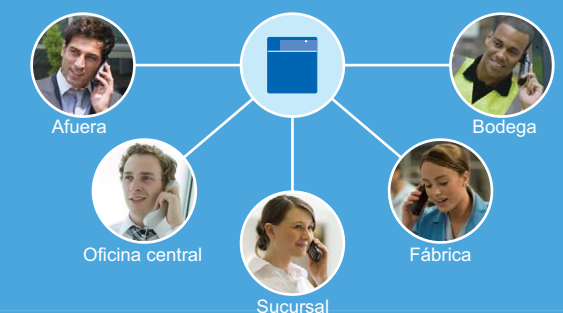 Afuera
Bodega
Oficina central
Fábrica
Sucursal